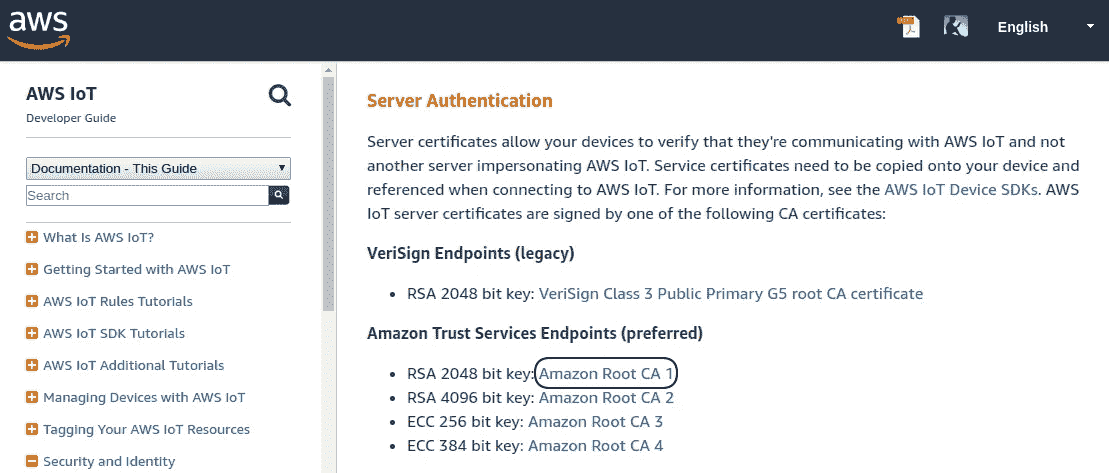 aws
English
AWS IoT
Developer Guide
Documentation - This Guide
Search
What Is AWS IoT?
Getting Started with AWS IoT
AWS IoT Rules Tutorials
AWS IoT SDK Tutorials
AWS IoT Additional Tutorials
Managing Devices with AWS IoT
Tagging Your AWS IoT Resources
Security and Identity
Server Authentication
Server certificates allow your devices to verify that they're communicating with AWS IoT and not
another server impersonating AWS IoT. Service certificates need to be copied onto your device and
referenced when connecting to AWS IoT. For more information, see the AWS IoT Device SDKs. AWS
IoT server certificates are signed by one of the following CA certificates:
VeriSign Endpoints (legacy)
• RSA 2048 bit key: VeriSign Class 3 Public Primary G5 root CA certificate
Amazon Trust Services Endpoints (preferred)
• RSA 2048 bit key: Amazon Root CA 1
• RSA 4096 bit key: Amazon Root CA 2
• ECC 256 bit key: Amazon Root CA 3
• ECC 384 bit key: Amazon Root CA 4